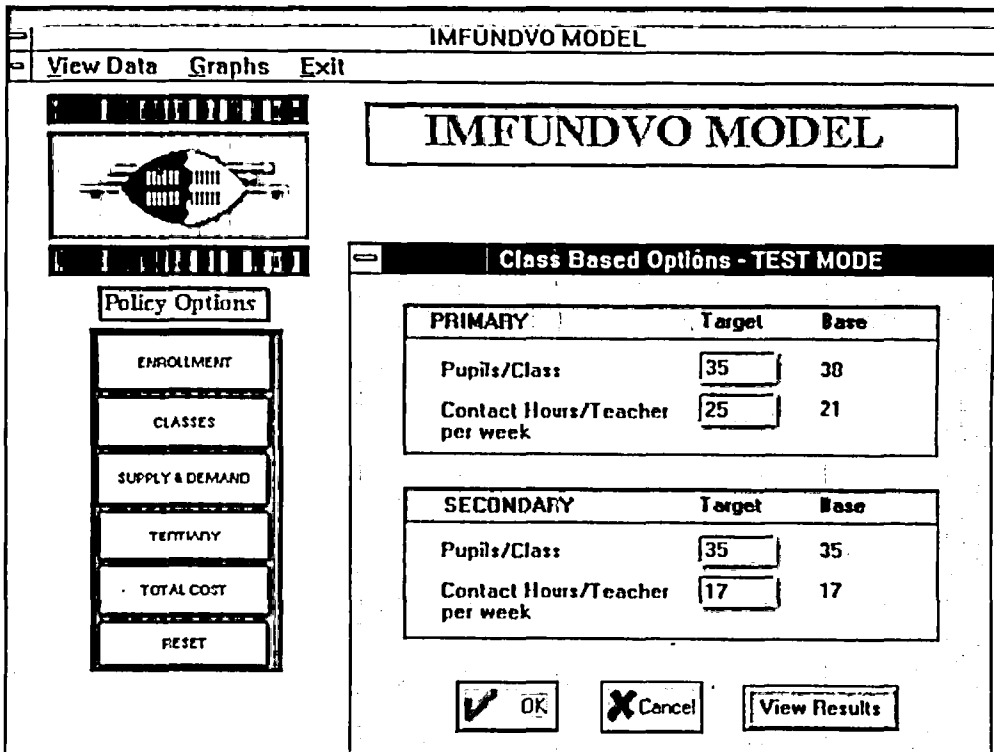 IMFUNDVO MODEL
View Data Graphs Exit
IMFUNDVO MODEL
Policy Options
ENROLLMENT
CLASSES
SUPPLY & DEMAND
TERTIARY
TOTAL COST
RESET
Class Based Options - TEST MODE
PRIMARY Target Base
Pupils/Class 35 38
Contact Hours/Teacher 25 21
per week
SECONDARY Target Base
Pupils/Class 35 35
Contact Hours/Teacher 17 17
per week
OK Cancel View Results